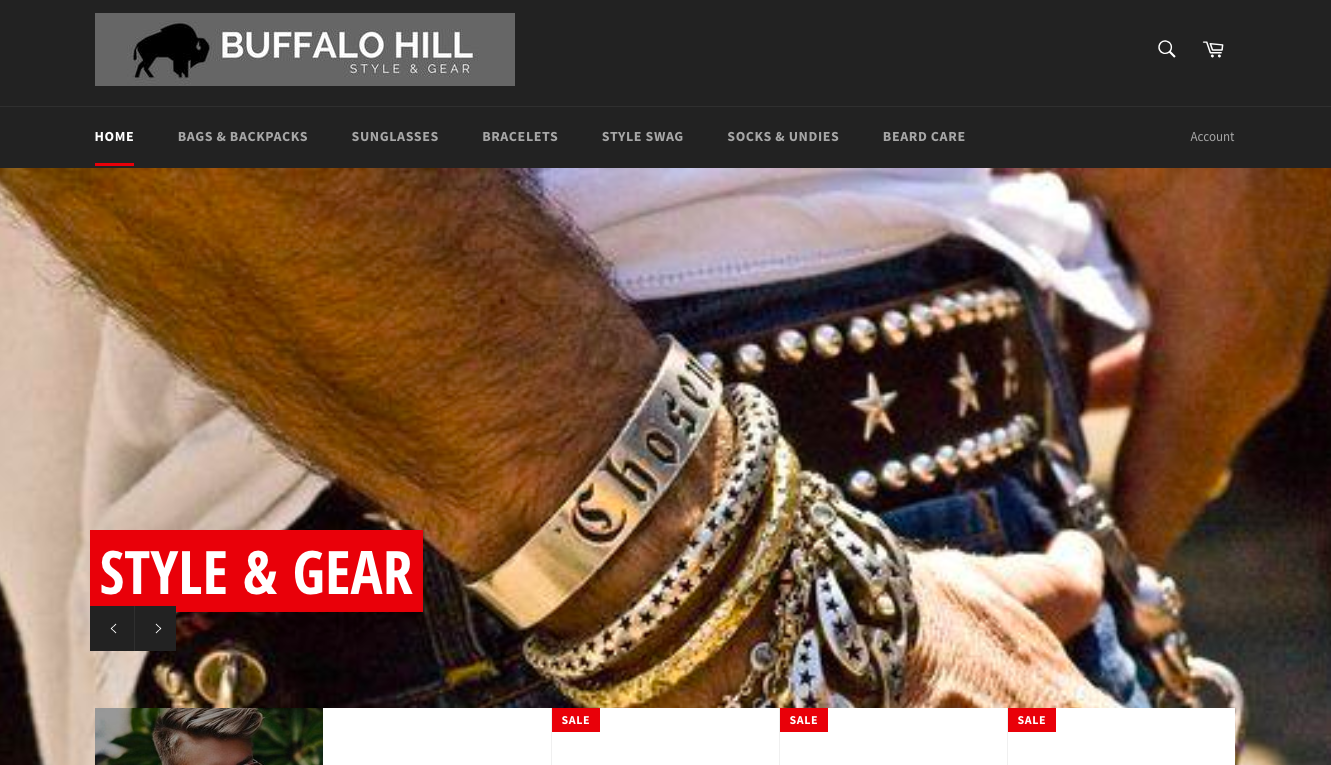 BUFFALO HILL
STYLE & GEAR
HOME
BAGS & BACKPACKS
SUNGLASSES
BRACELETS
STYLE SWAG
SOCKS & UNDIES
BEARD CARE
Account
Chosen
STYLE & GEAR
SALE
SALE
SALE